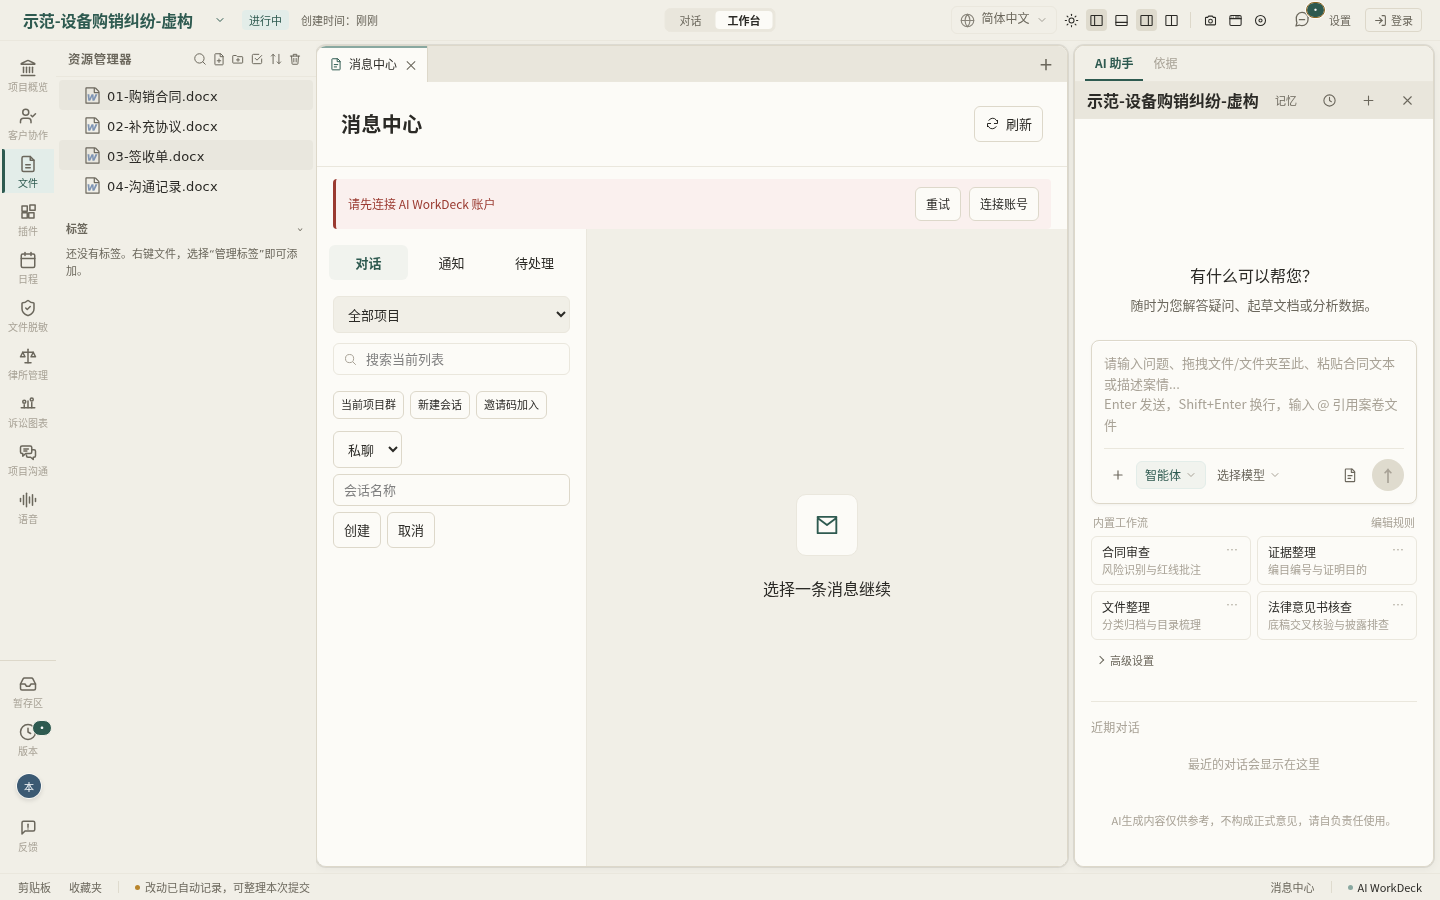 示范-设备购销纠纷-虚构
进行中
创建时间：刚刚
对话
工作台
简体中文
设置
登录
项目概览
客户协作
文件
插件
日程
文件脱敏
律所管理
诉讼图表
项目沟通
语音
暂存区
版本
本
反馈
资源管理器
01-购销合同.docx
02-补充协议.docx
03-签收单.docx
04-沟通记录.docx
标签
还没有标签。右键文件，选择“管理标签”即可添
加。
消息中心
消息中心
刷新
请先连接 AI WorkDeck 账户
重试
连接账号
对话
通知
待处理
全部项目
搜索当前列表
当前项目群
新建会话
邀请码加入
私聊
会话名称
创建
取消
选择一条消息继续
AI 助手
依据
示范-设备购销纠纷-虚构
记忆
有什么可以帮您？
随时为您解答疑问、起草文档或分析数据。
请输入问题、拖拽文件/文件夹至此、粘贴合同文本
或描述案情...
Enter 发送，Shift+Enter 换行，输入 @ 引用案卷文
件
智能体
选择模型
内置工作流
编辑规则
合同审查
风险识别与红线批注
证据整理
编目编号与证明目的
文件整理
分类归档与目录梳理
法律意见书核查
底稿交叉核验与披露排查
高级设置
近期对话
最近的对话会显示在这里
AI生成内容仅供参考，不构成正式意见，请自负责任使用。
剪贴板
收藏夹
改动已自动记录，可整理本次提交
消息中心
AI WorkDeck